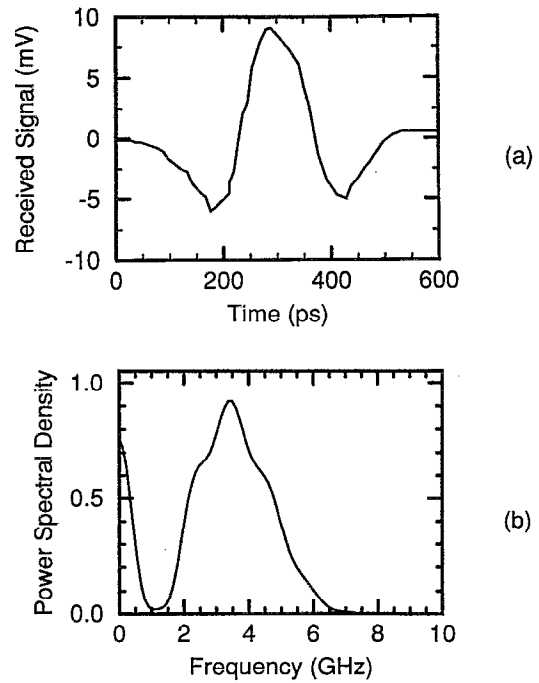 Received Signal (mV)
10
5
0
-5
-10
0 200 400 600
Time (ps)
(a)
Power Spectral Density
1.0
0.5
0.0
0 2 4 6 8 10
Frequency (GHz)
(b)